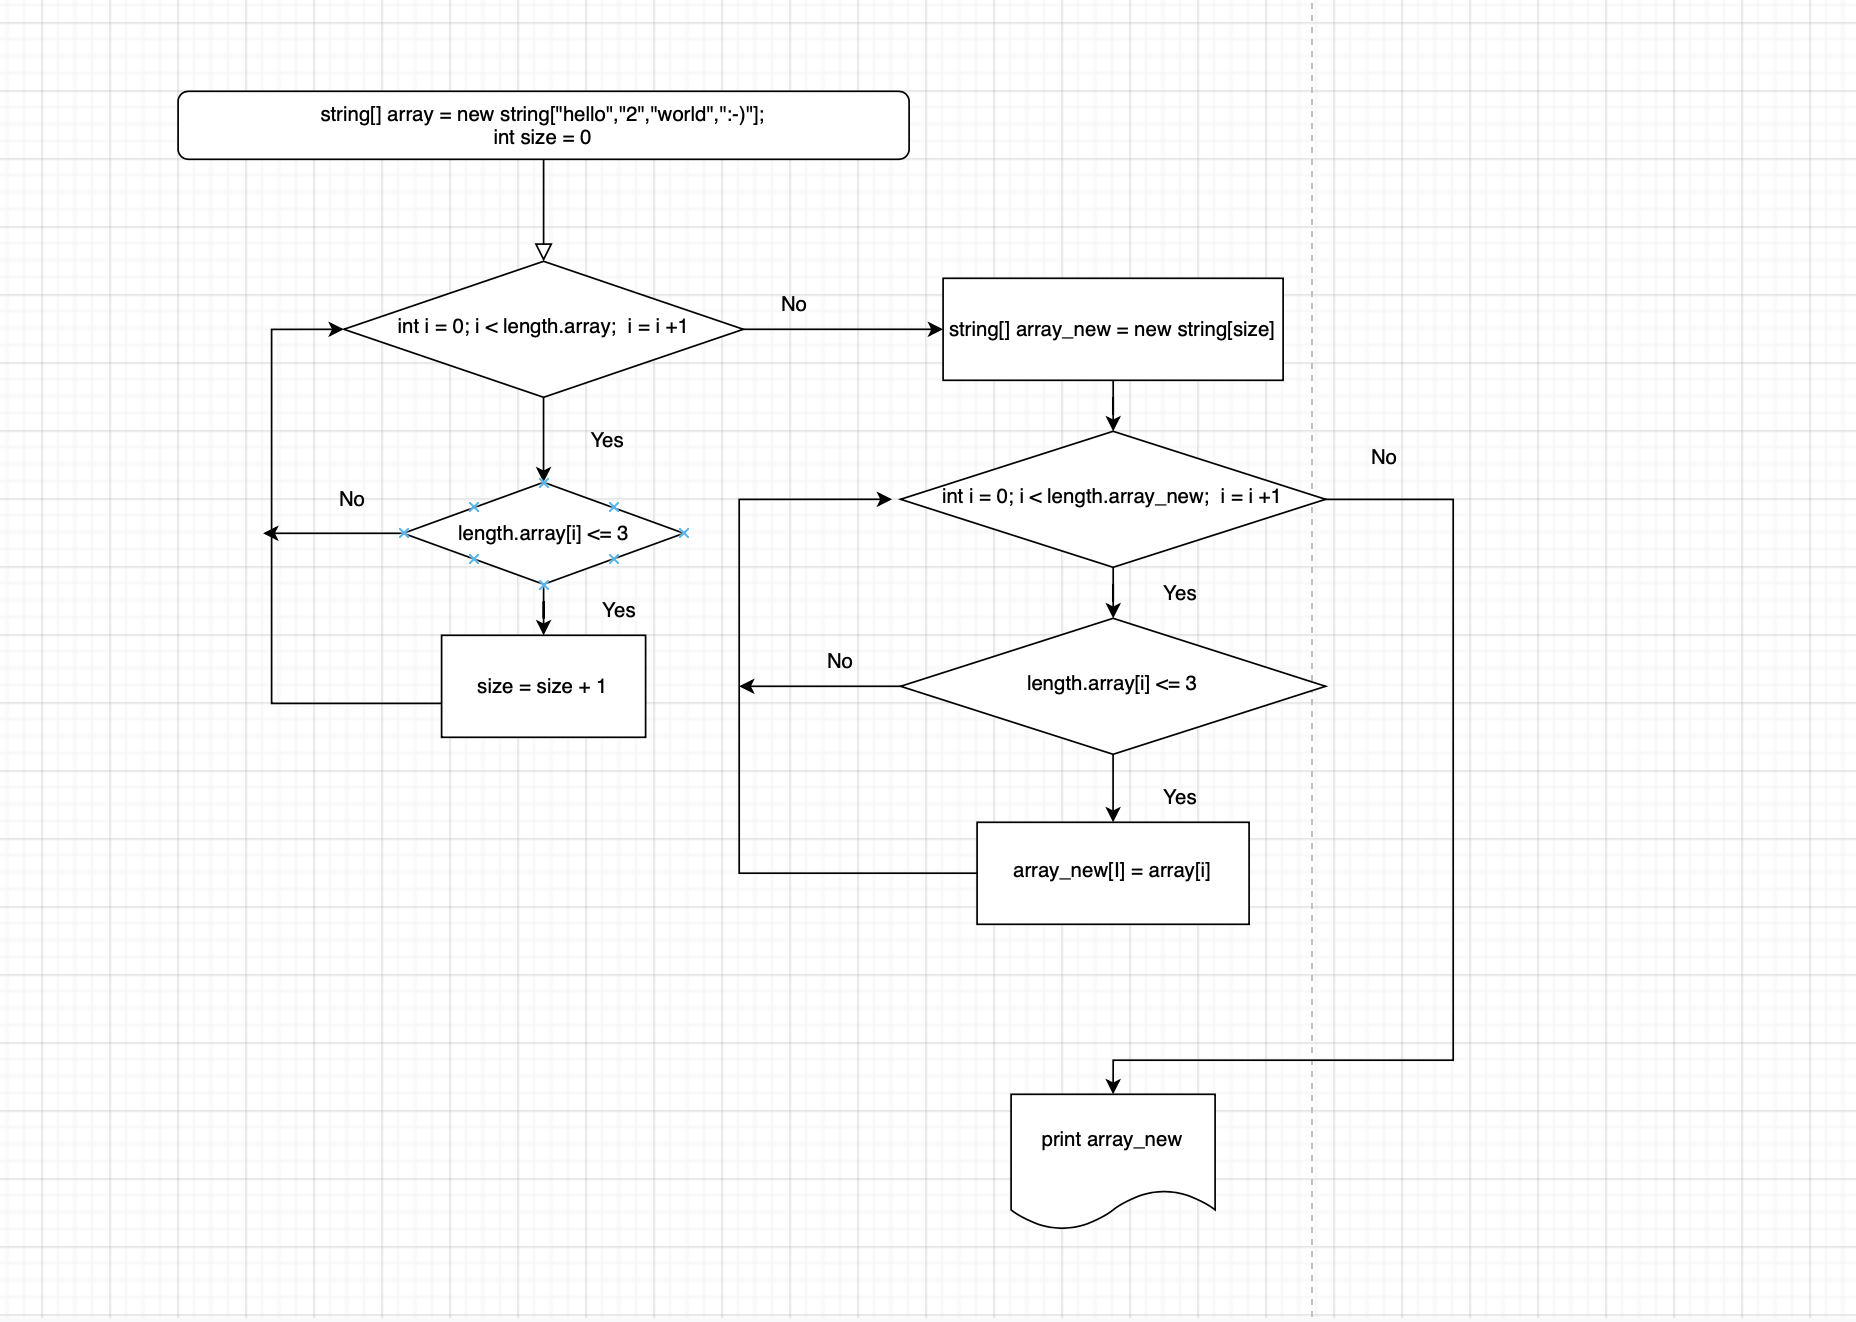 string[] array = new string["hello","2","world",":-)"];
int size = 0
int i = 0; i < length.array;  i = i +1
No
Yes
No
length.array[i] <= 3
Yes
size = size + 1
string[] array_new = new string[size]
int i = 0; i < length.array_new;  i = i +1
No
Yes
No
length.array[i] <= 3
Yes
array_new[I] = array[i]
print array_new